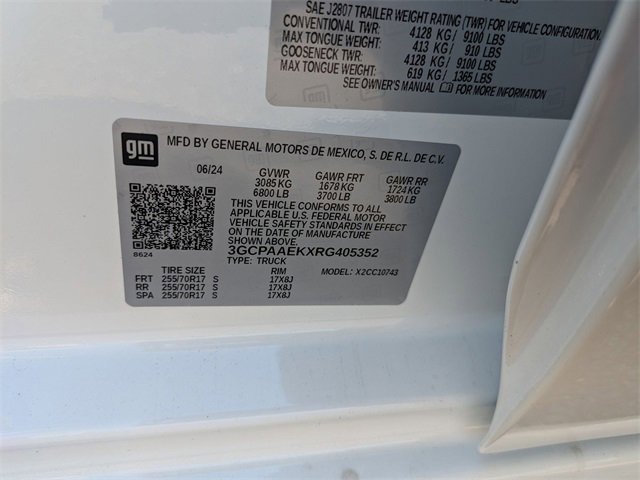 LBS
SAE J2807 TRAILER WEIGHT RATING (TWR) FOR VEHICLE CONFIGURATION.
CONVENTIONAL TWR: 4128 KG / 9100 LBS
MAX TONGUE WEIGHT: 413 KG / 910 LBS
GOOSENECK TWR: 4128 KG / 9100 LBS
MAX TONGUE WEIGHT: 619 KG / 1365 LBS
SEE OWNER'S MANUAL FOR MORE INFORMATION.
gm
MFD BY GENERAL MOTORS DE MEXICO, S. DE R.L. DE C.V.
06/24 GVWR GAWR FRT GAWR RR
3085 KG 1678 KG 1724 KG
6800 LB 3700 LB 3800 LB
THIS VEHICLE CONFORMS TO ALL
APPLICABLE U.S. FEDERAL MOTOR
VEHICLE SAFETY STANDARDS IN EFFECT
ON THE DATE OF MANUFACTURE
SHOWN ABOVE.
3GCPAAEKXRG405352
8624 TYPE: TRUCK
TIRE SIZE RIM MODEL: X2CC10743
FRT 255/70R17 S 17X8J
RR 255/70R17 S 17X8J
SPA 255/70R17 S 17X8J